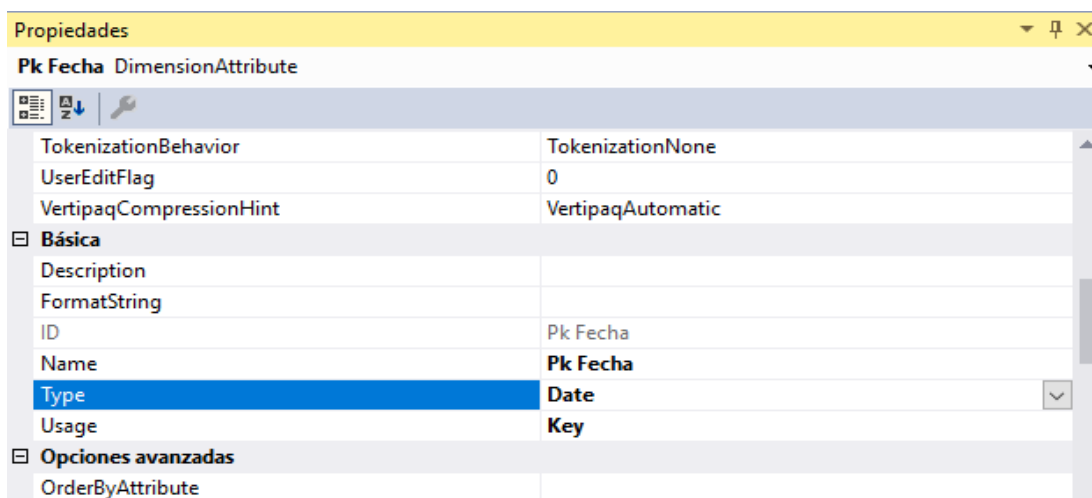 Propiedades
Pk Fecha DimensionAttribute
TokenizationBehavior TokenizationNone
UserEditFlag 0
VertipaqCompressionHint VertipaqAutomatic
Básica
Description
FormatString
ID Pk Fecha
Name Pk Fecha
Type Date
Usage Key
Opciones avanzadas
OrderByAttribute